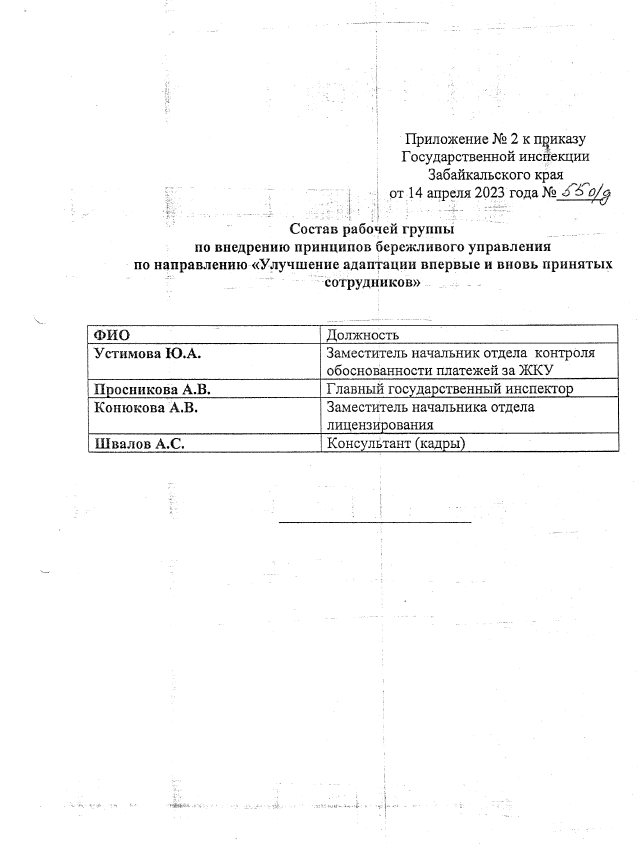 Приложение № 2 к приказу
Государственной инспекции
Забайкальского края
от 14 апреля 2023 года № 550/д
Состав рабочей группы
по внедрению принципов бережливого управления
по направлению «Улучшение адаптации впервые и вновь принятых
сотрудников»
ФИО Должность
Устимова Ю.А. Заместитель начальник отдела контроля
обоснованности платежей за ЖКУ
Просникова А.В. Главный государственный инспектор
Конюкова А.В. Заместитель начальника отдела
лицензирования
Швалов А.С. Консультант (кадры)